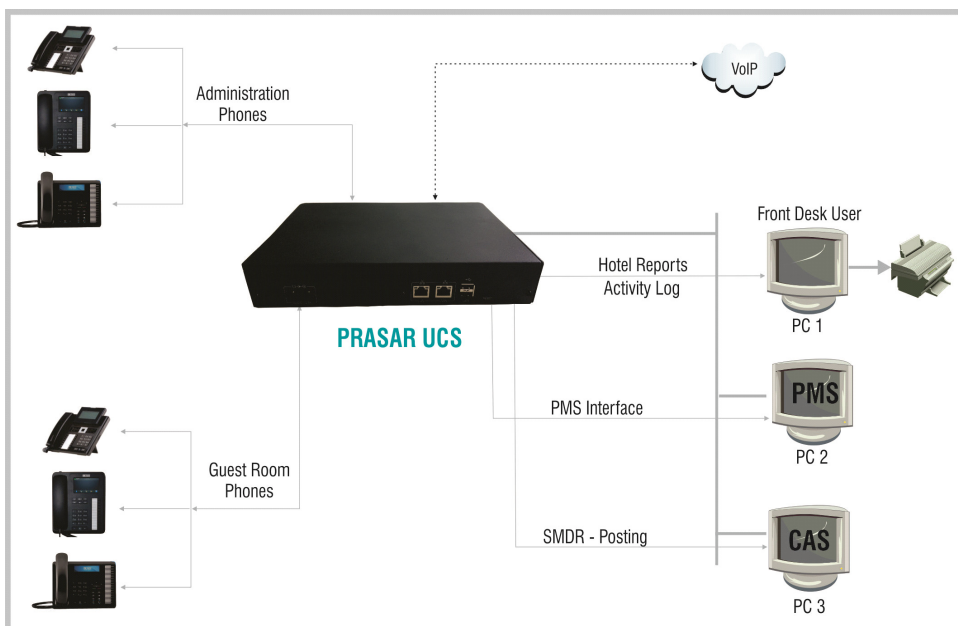 VoIP
Administration
Phones
Front Desk User
Hotel Reports
Activity Log
PC 1
PRASAR UCS
PMS
PMS Interface
PC 2
Guest Room
Phones
SMDR - Posting
CAS
PC 3